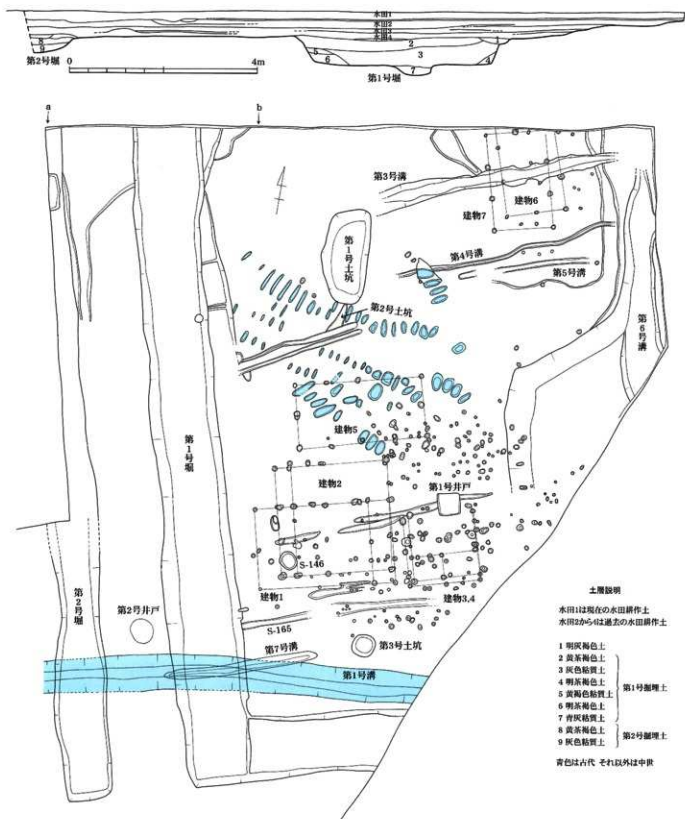 水田1
水田2
水田3
水田4
8
9
第2号堀
0
4m
5
6
2
3
7
1
4
第1号堀
a
b
第3号溝
建物6
建物7
第1号土坑
第4号溝
第5号溝
第2号土坑
第6号溝
建物5
第1号堀
建物2
第1号井戸
S-146
第2号堀
第2号井戸
建物1
建物3,4
S-165
第7号溝
第3号土坑
第1号溝
土層説明
水田1は現在の水田耕作土
水田2から4は過去の水田耕作土
1 明灰褐色土
2 黄茶褐色土
3 灰色粘質土
4 明茶褐色土
5 黄褐色粘質土
6 明茶褐色土
7 青灰粘質土
第1号堀埋土
8 黄茶褐色土
9 灰色粘質土
第2号堀埋土
青色は古代 それ以外は中世